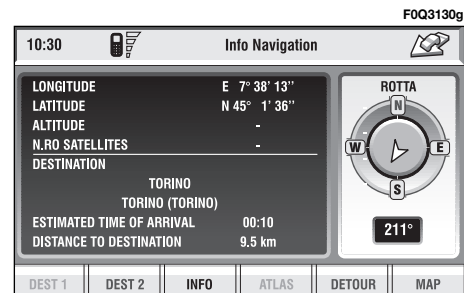 F0Q3130g
10:30 Info Navigation
LONGITUDE E 7° 38' 13''
LATITUDE N 45° 1' 36''
ALTITUDE -
N.RO SATELLITES -
DESTINATION
TORINO
TORINO (TORINO)
ESTIMATED TIME OF ARRIVAL 00:10
DISTANCE TO DESTINATION 9.5 km
ROTTA
N
W E
S
211°
DEST 1 DEST 2 INFO ATLAS DETOUR MAP